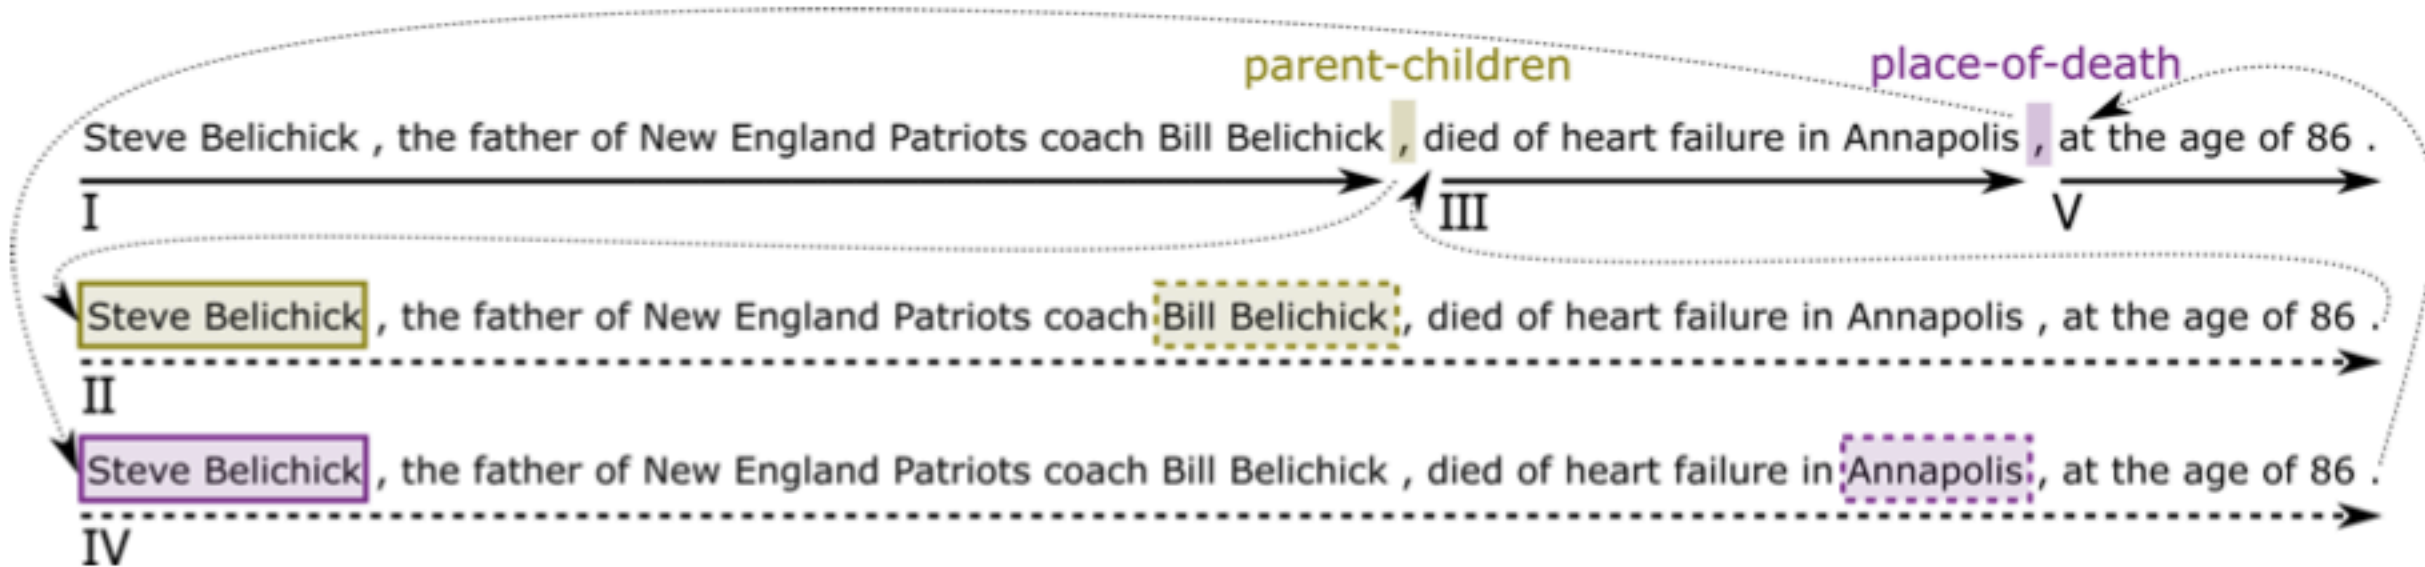 parent-children place-of-death
Steve Belichick , the father of New England Patriots coach Bill Belichick , died of heart failure in Annapolis , at the age of 86 .
I III V
Steve Belichick , the father of New England Patriots coach Bill Belichick , died of heart failure in Annapolis , at the age of 86 .
II
Steve Belichick , the father of New England Patriots coach Bill Belichick , died of heart failure in Annapolis , at the age of 86 .
IV